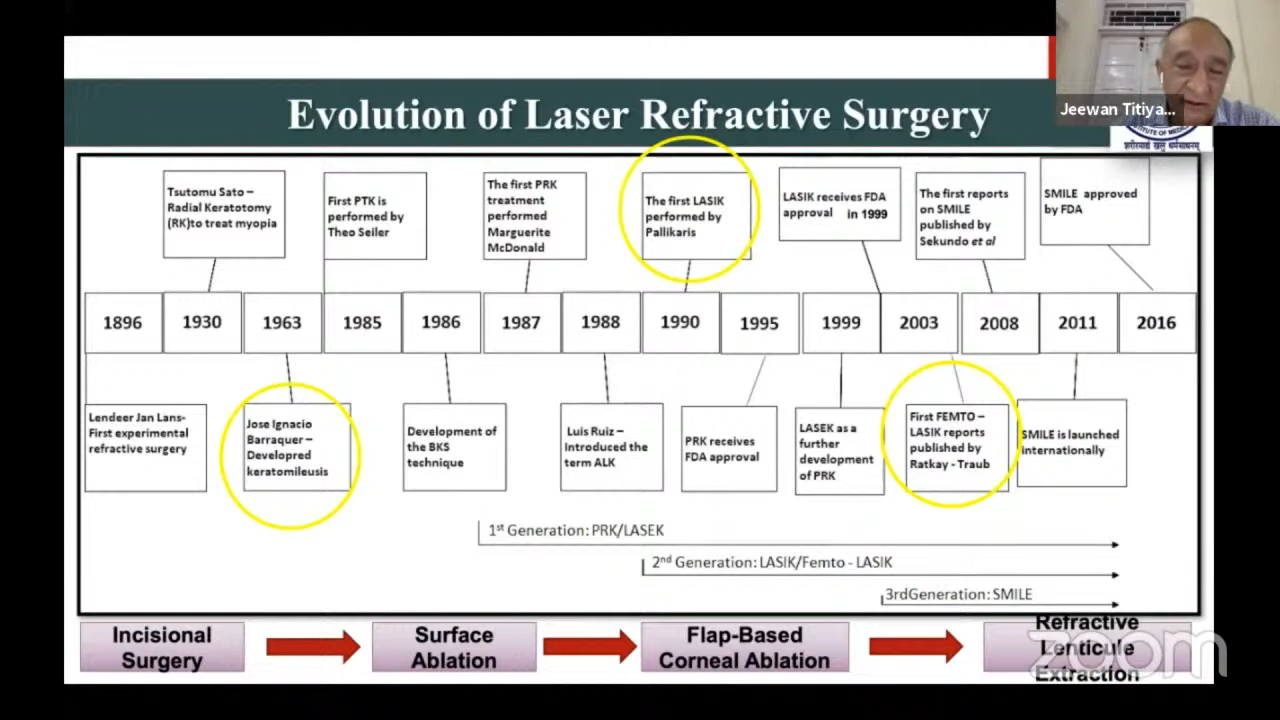 Jeewan Titiya...
Evolution of Laser Refractive Surgery
शरीरमाद्यं खलु धर्मसाधनम्
Tsutomu Sato –
Radial Keratotomy
(RK)to treat myopia
First PTK is
performed by
Theo Seiler
The first PRK
treatment
performed
Marguerite
McDonald
The first LASIK
performed by
Pallikaris
LASIK receives FDA
approval in 1999
The first reports
on SMILE
published by
Sekundo et al
SMILE approved
by FDA
1896
1930
1963
1985
1986
1987
1988
1990
1995
1999
2003
2008
2011
2016
Lendeer Jan Lans-
First experimental
refractive surgery
Jose Ignacio
Barraquer –
Developred
keratomileusis
Development of
the BKS
technique
Luis Ruiz –
Introduced the
term ALK
PRK receives
FDA approval
LASEK as a
further
development
of PRK
First FEMTO –
LASIK reports
published by
Ratkay - Traub
SMILE is launched
internationally
1st Generation: PRK/LASEK
2nd Generation: LASIK/Femto - LASIK
3rdGeneration: SMILE
Incisional
Surgery
Surface
Ablation
Flap-Based
Corneal Ablation
Refractive
Lenticule
Extraction
zoom